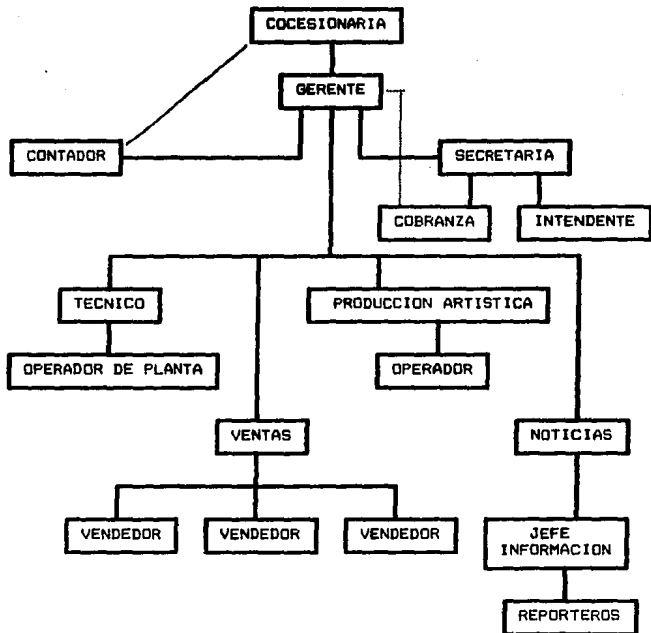 COCESIONARIA
GERENTE
CONTADOR
SECRETARIA
COBRANZA
INTENDENTE
TECNICO
PRODUCCION ARTISTICA
OPERADOR DE PLANTA
OPERADOR
VENTAS
NOTICIAS
VENDEDOR
VENDEDOR
VENDEDOR
JEFE
INFORMACION
REPORTEROS